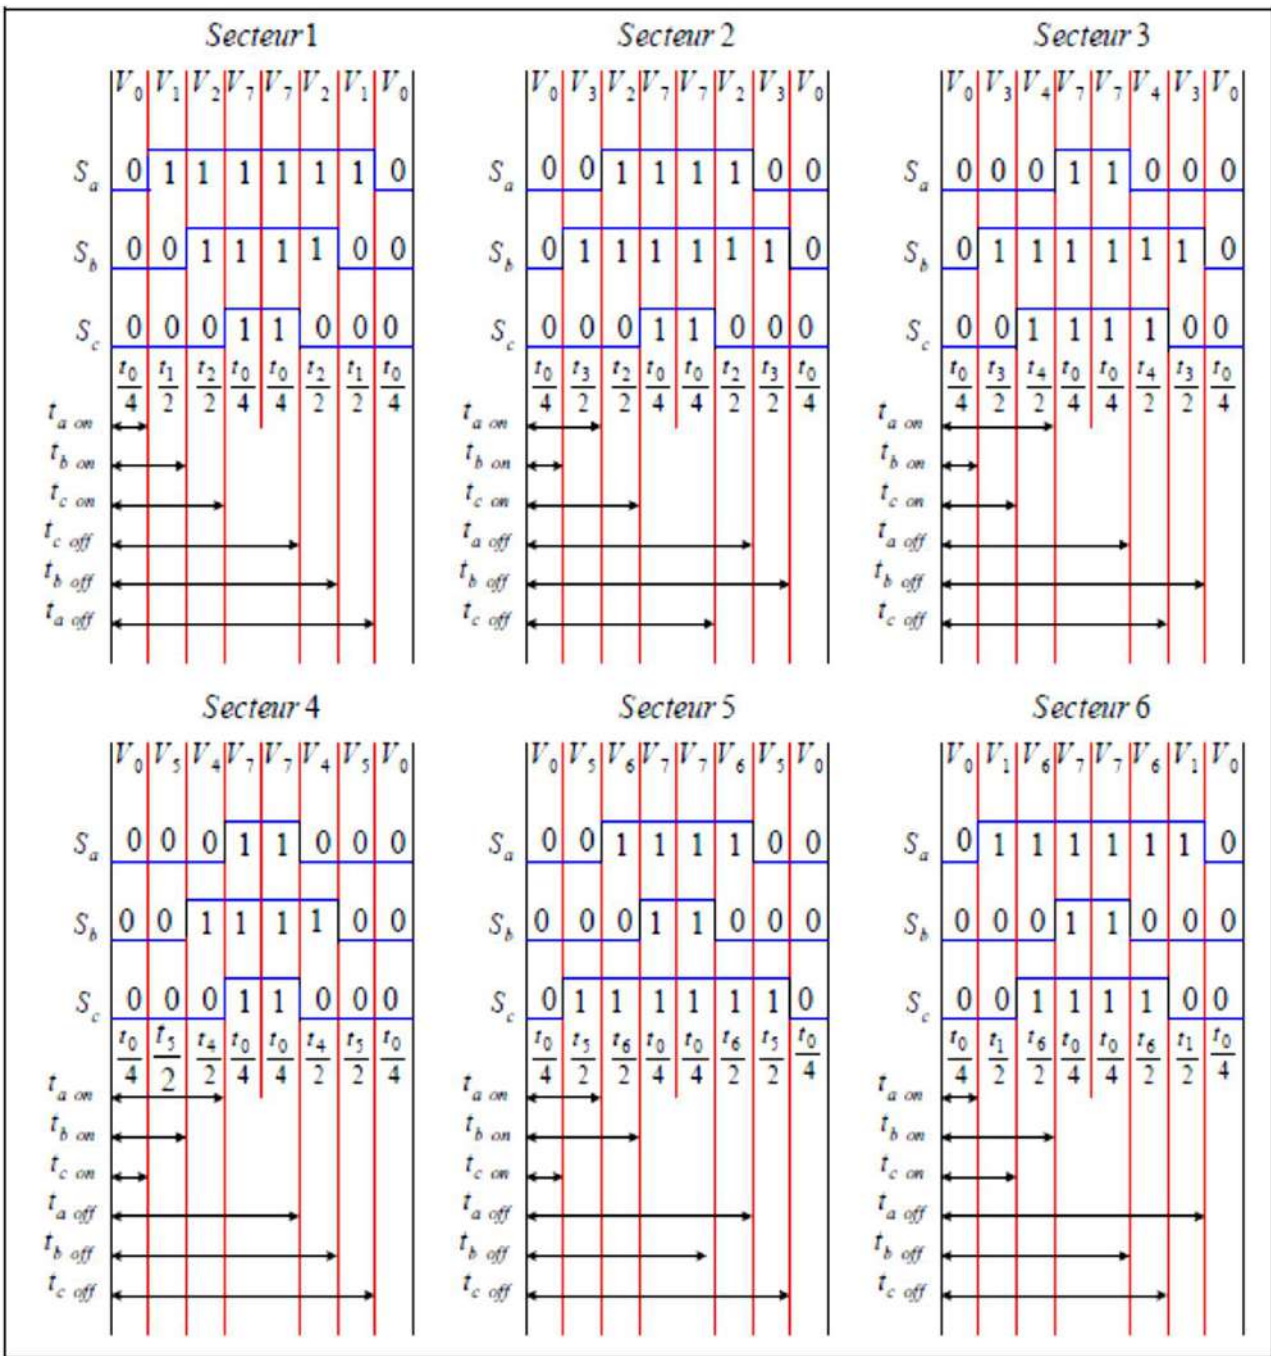 Secteur 1
V0 V1 V2 V7 V7 V2 V1 V0
Sa 0 1 1 1 1 1 1 0
Sb 0 0 1 1 1 1 0 0
Sc 0 0 0 1 1 0 0 0
t0/4 t1/2 t2/2 t0/4 t0/4 t2/2 t1/2 t0/4
ta on
tb on
tc on
tc off
tb off
ta off
Secteur 2
V0 V3 V2 V7 V7 V2 V3 V0
Sa 0 0 1 1 1 1 0 0
Sb 0 1 1 1 1 1 1 0
Sc 0 0 0 1 1 0 0 0
t0/4 t3/2 t2/2 t0/4 t0/4 t2/2 t3/2 t0/4
ta on
tb on
tc on
ta off
tb off
tc off
Secteur 3
V0 V3 V4 V7 V7 V4 V3 V0
Sa 0 0 0 1 1 0 0 0
Sb 0 1 1 1 1 1 1 0
Sc 0 0 1 1 1 1 0 0
t0/4 t3/2 t4/2 t0/4 t0/4 t4/2 t3/2 t0/4
ta on
tb on
tc on
ta off
tb off
tc off
Secteur 4
V0 V5 V4 V7 V7 V4 V5 V0
Sa 0 0 0 1 1 0 0 0
Sb 0 0 1 1 1 1 0 0
Sc 0 0 0 1 1 0 0 0
t0/4 t5/2 t4/2 t0/4 t0/4 t4/2 t5/2 t0/4
ta on
tb on
tc on
ta off
tb off
tc off
Secteur 5
V0 V5 V6 V7 V7 V6 V5 V0
Sa 0 0 1 1 1 1 0 0
Sb 0 0 0 1 1 0 0 0
Sc 0 1 1 1 1 1 1 0
t0/4 t5/2 t6/2 t0/4 t0/4 t6/2 t5/2 t0/4
ta on
tb on
tc on
ta off
tb off
tc off
Secteur 6
V0 V1 V6 V7 V7 V6 V1 V0
Sa 0 1 1 1 1 1 1 0
Sb 0 0 0 1 1 0 0 0
Sc 0 0 1 1 1 1 0 0
t0/4 t1/2 t6/2 t0/4 t0/4 t6/2 t1/2 t0/4
ta on
tb on
tc on
ta off
tb off
tc off